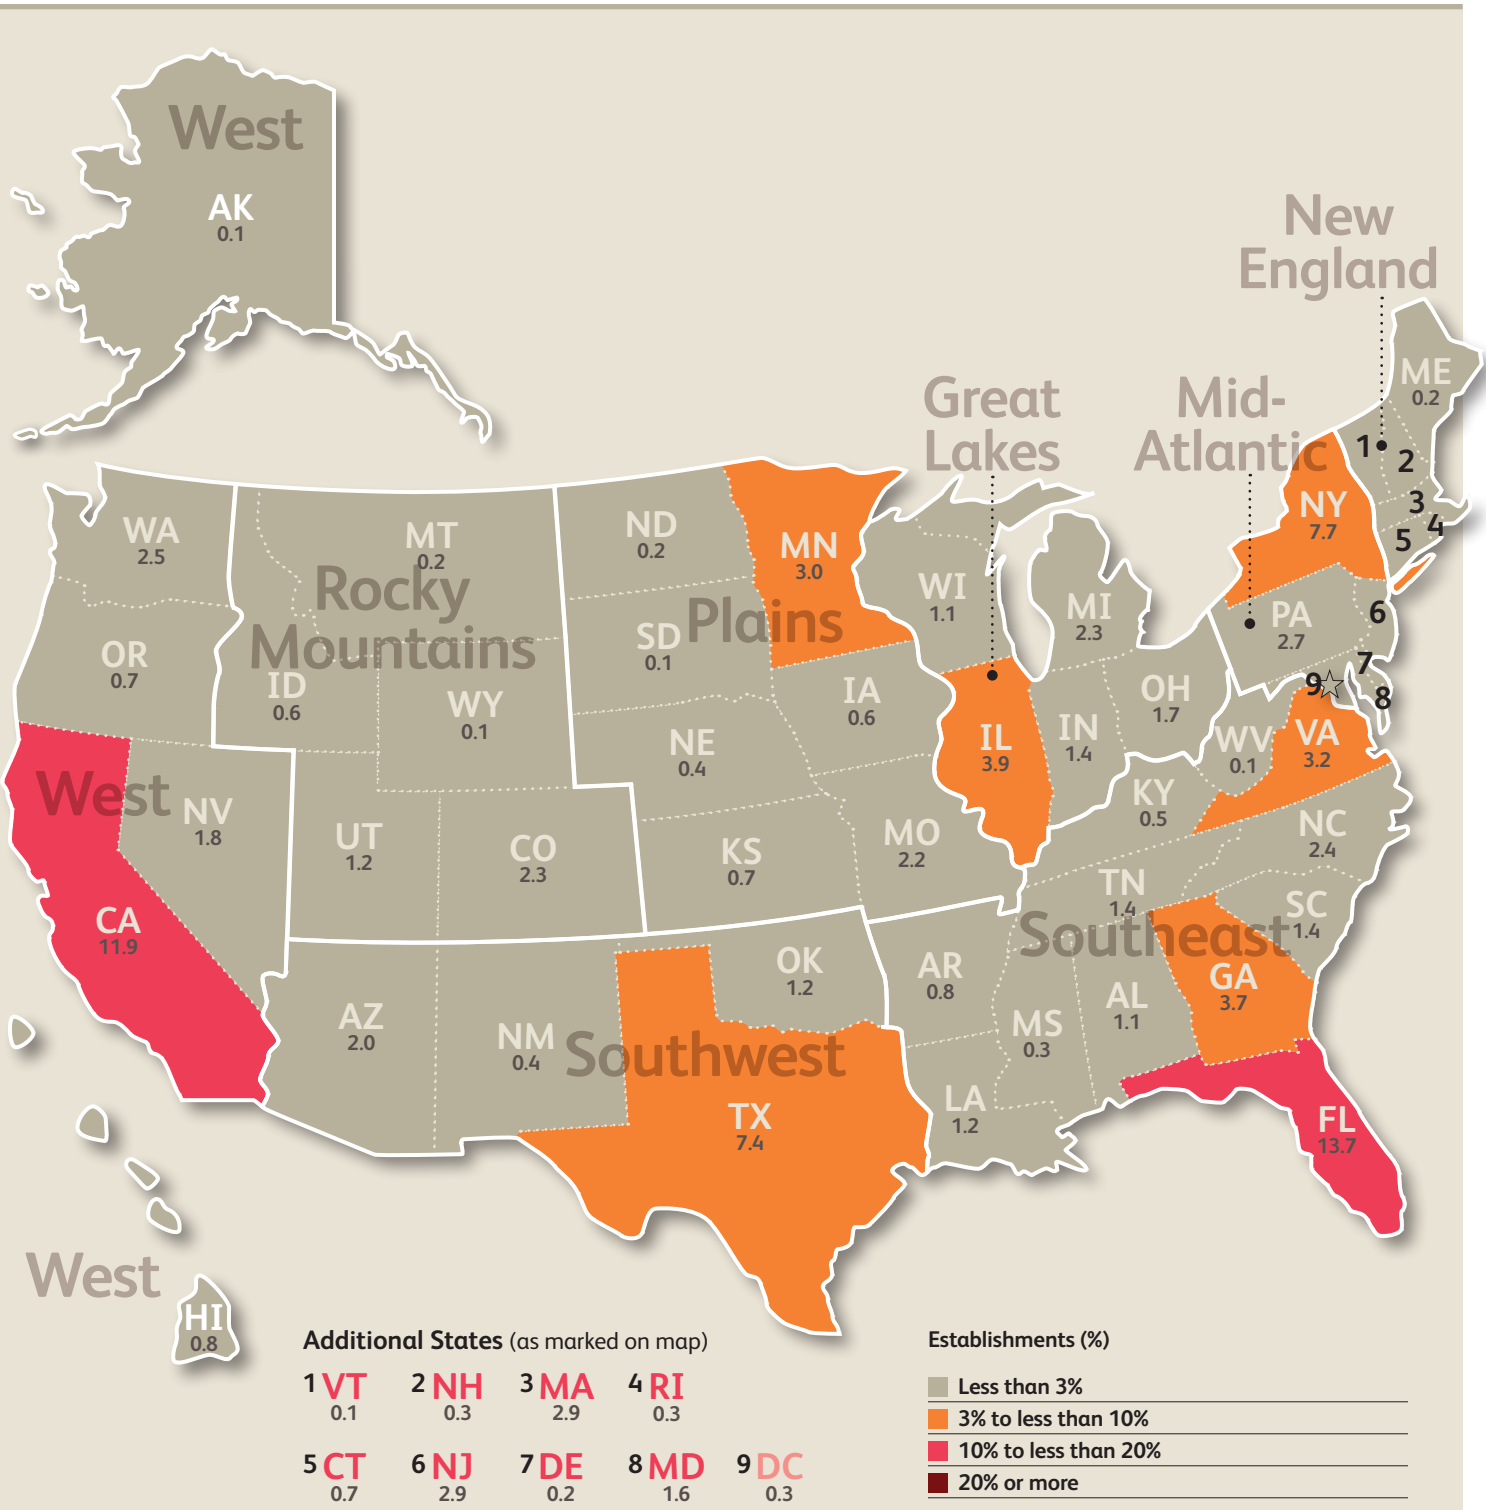 West
AK
0.1
New
England
ME
0.2
Great
Lakes
Mid-
Atlantic
1
2
3
4
5
NY
7.7
WA
2.5
MT
0.2
ND
0.2
MN
3.0
WI
1.1
MI
2.3
PA
2.7
6
7
8
9
Rocky
Mountains
Plains
OR
0.7
ID
0.6
WY
0.1
SD
0.1
IA
0.6
NE
0.4
IL
3.9
IN
1.4
OH
1.7
WV
0.1
VA
3.2
West
NV
1.8
UT
1.2
CO
2.3
KS
0.7
MO
2.2
KY
0.5
NC
2.4
TN
1.4
SC
1.4
Southeast
CA
11.9
AZ
2.0
NM
0.4
Southwest
OK
1.2
AR
0.8
MS
0.3
AL
1.1
GA
3.7
TX
7.4
LA
1.2
FL
13.7
West
HI
0.8
Additional States (as marked on map)
1 VT 2 NH 3 MA 4 RI
0.1 0.3 2.9 0.3
5 CT 6 NJ 7 DE 8 MD 9 DC
0.7 2.9 0.2 1.6 0.3
Establishments (%)
Less than 3%
3% to less than 10%
10% to less than 20%
20% or more